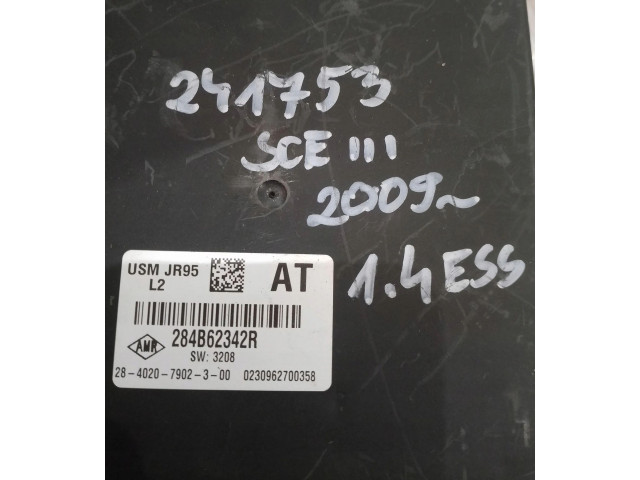 241753
SCE III
2009~
1.4 ESS
USM JR95
L2
AT
284B62342R
AMR
SW: 3208
28-4020-7902-3-00 0230962700358